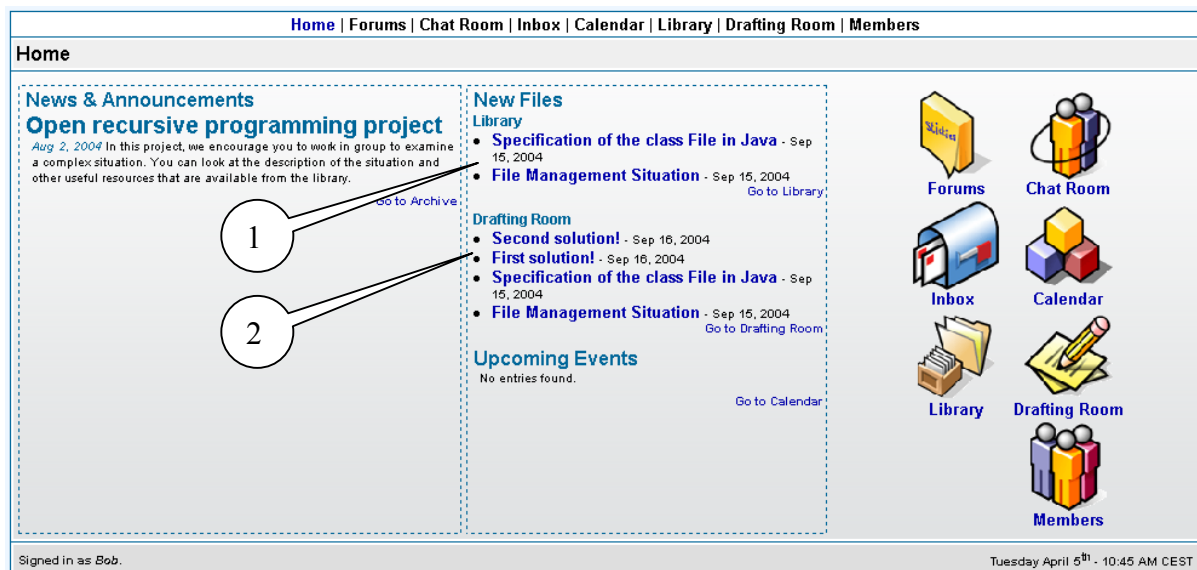 Home | Forums | Chat Room | Inbox | Calendar | Library | Drafting Room | Members
Home
News & Announcements
Open recursive programming project
Aug 2, 2004 In this project, we encourage you to work in group to examine
a complex situation. You can look at the description of the situation and
other useful resources that are available from the library.
Go to Archive
1
2
New Files
Library
Specification of the class File in Java - Sep
15, 2004
File Management Situation - Sep 15, 2004
Go to Library
Drafting Room
Second solution! - Sep 16, 2004
First solution! - Sep 16, 2004
Specification of the class File in Java - Sep
15, 2004
File Management Situation - Sep 15, 2004
Go to Drafting Room
Upcoming Events
No entries found.
Go to Calendar
Forums
Chat Room
Inbox
Calendar
Library
Drafting Room
Members
Signed in as Bob.
Tuesday April 5th - 10:45 AM CEST